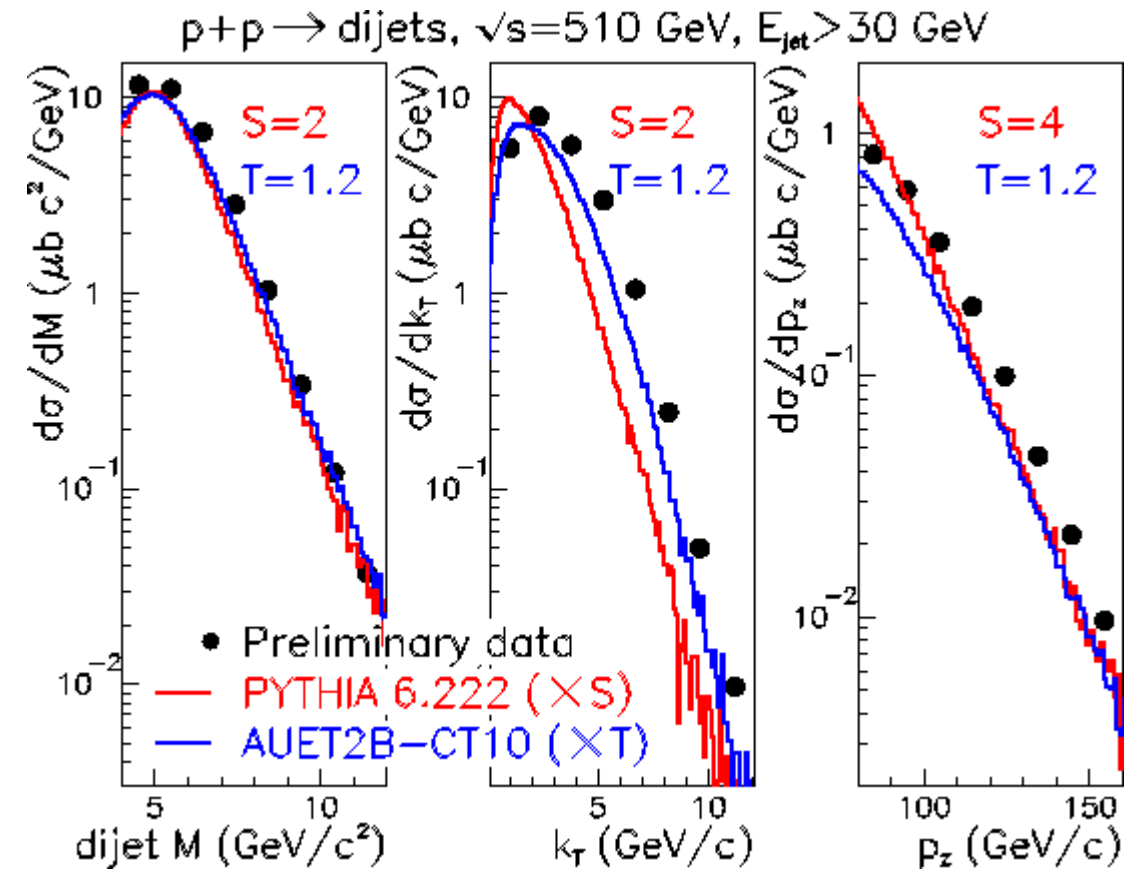 p+p → dijets, √s=510 GeV, E_jet>30 GeV
dσ/dM (μb c²/GeV)
10
1
10⁻¹
10⁻²
S=2
T=1.2
5
10
dijet M (GeV/c²)
dσ/dk_T (μb c/GeV)
10
1
10⁻¹
S=2
T=1.2
5
10
k_T (GeV/c)
dσ/dp_z (μb c/GeV)
1
10⁻¹
10⁻²
S=4
T=1.2
100
150
p_z (GeV/c)
Preliminary data
PYTHIA 6.222 (×S)
AUET2B−CT10 (×T)